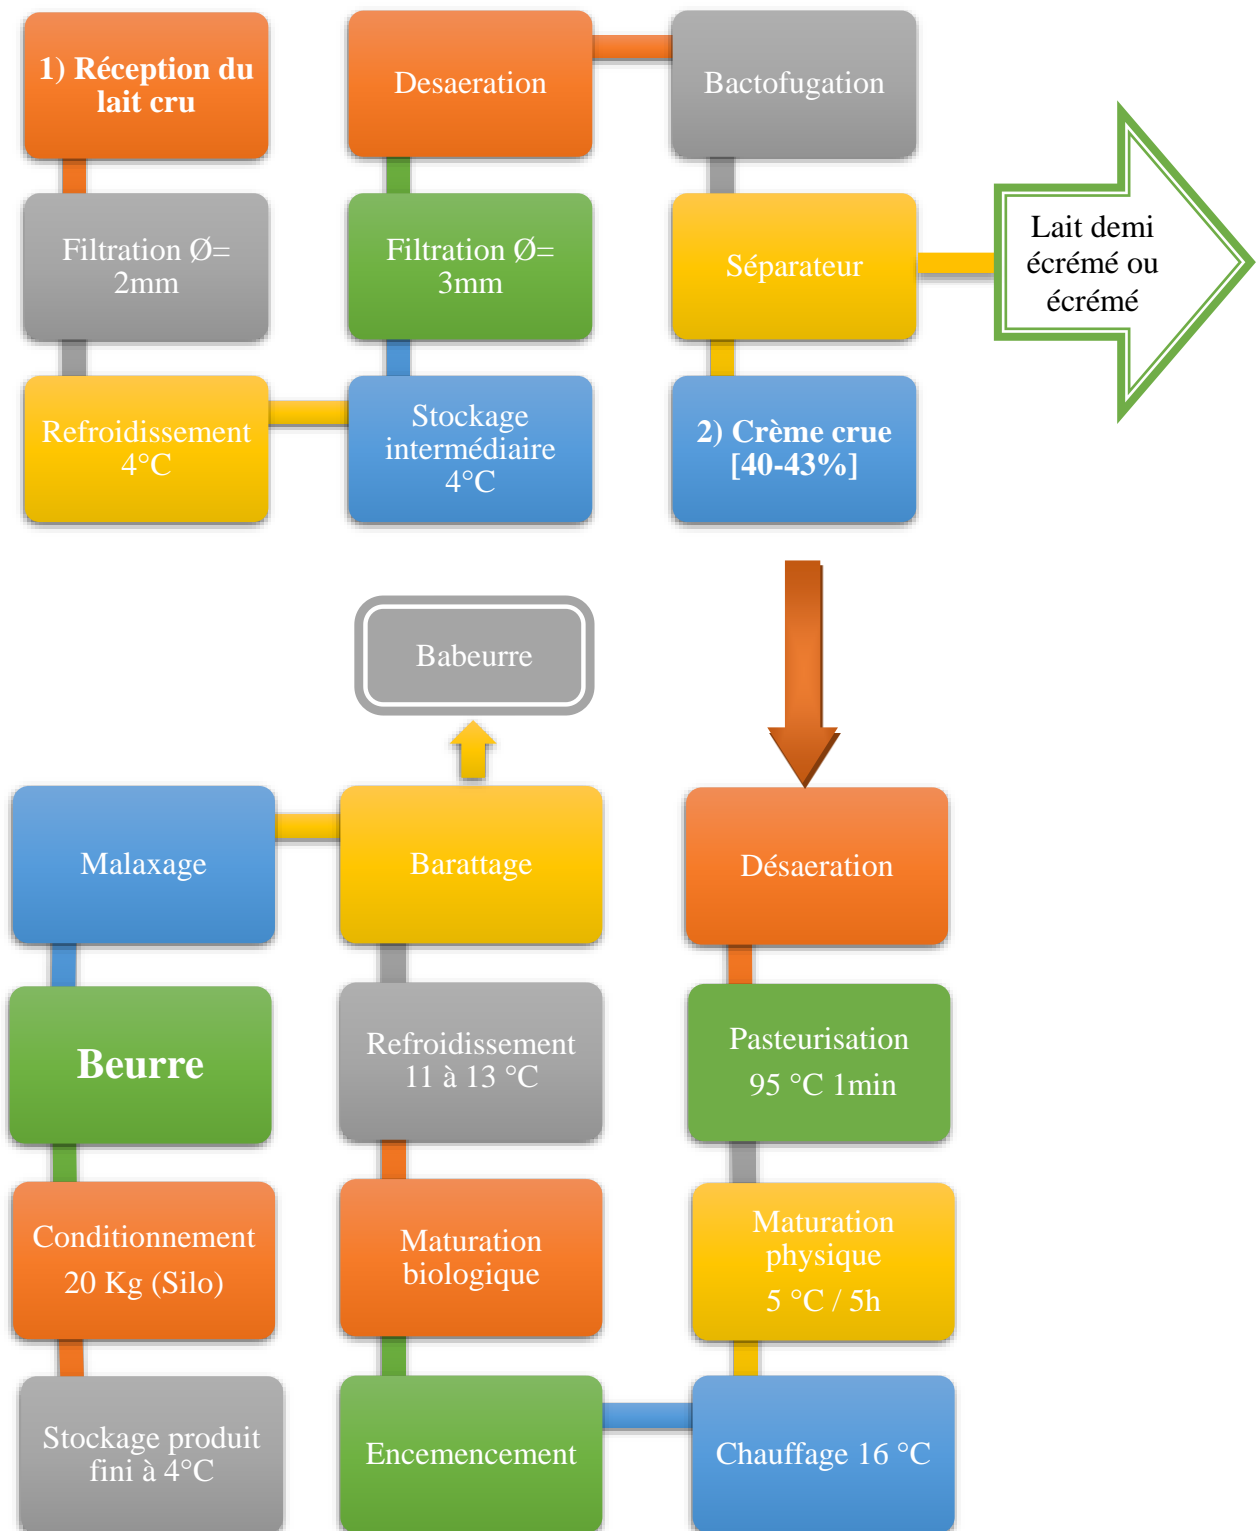 1) Réception du
lait cru
Filtration Ø=
2mm
Refroidissement
4°C
Stockage
intermédiaire
4°C
Filtration Ø=
3mm
Desaeration
Bactofugation
Séparateur
Lait demi
écrémé ou
écrémé
2) Crème crue
[40-43%]
Désaeration
Pasteurisation
95 °C 1min
Maturation
physique
5 °C / 5h
Chauffage 16 °C
Encemencement
Maturation
biologique
Refroidissement
11 à 13 °C
Barattage
Babeurre
Malaxage
Beurre
Conditionnement
20 Kg (Silo)
Stockage produit
fini à 4°C